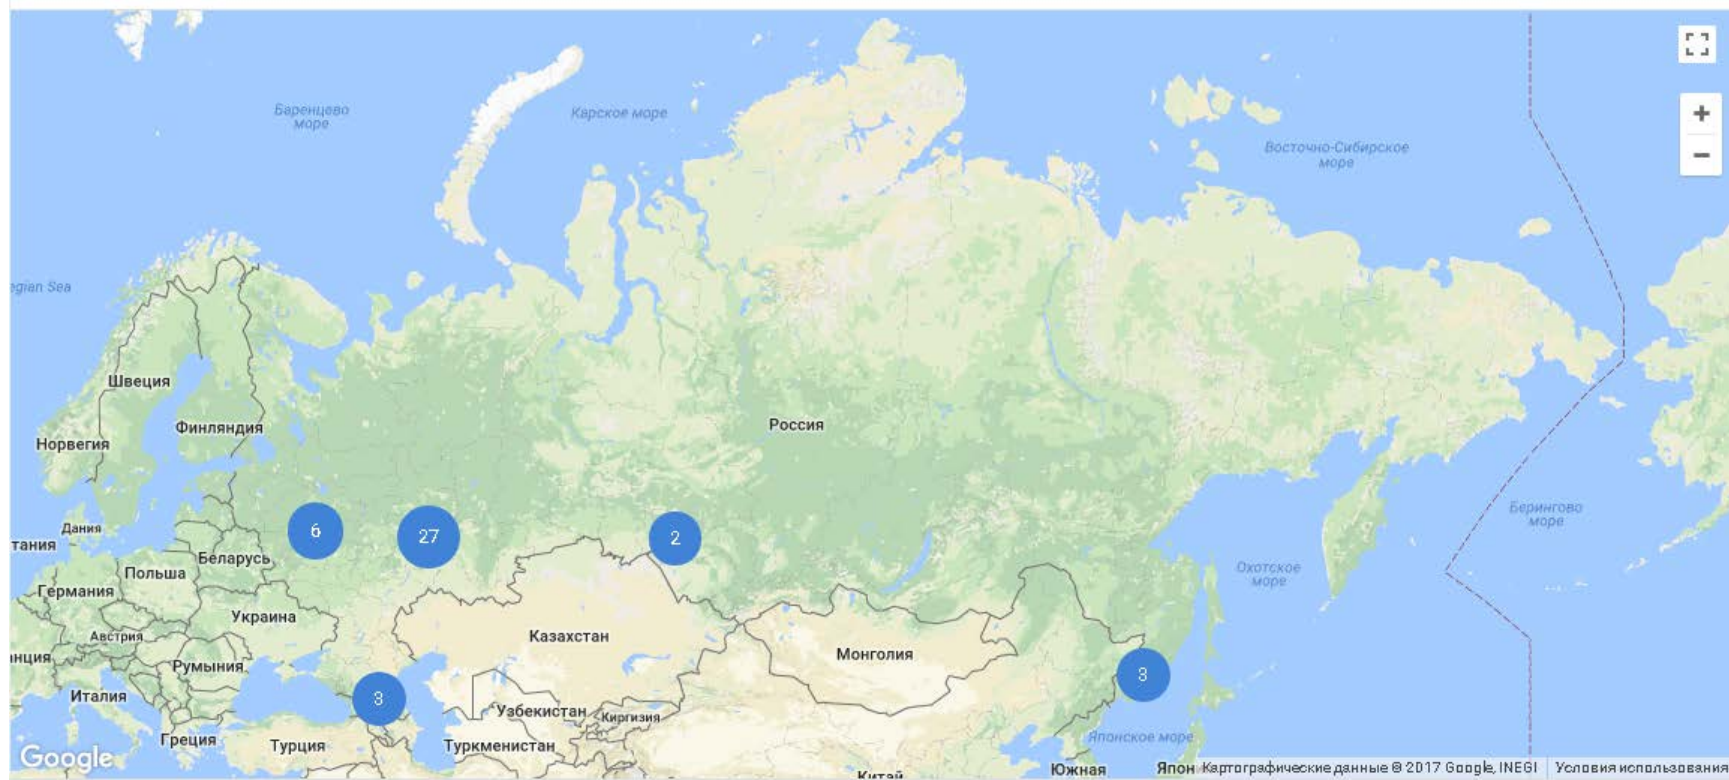 Баренцево
море
Карское море
Восточно-Сибирское
море
+
−
egian Sea
Швеция
Россия
Финляндия
Норвегия
Берингово
море
Дания
6
27
2
тания
Беларусь
Польша
Охотское
море
Германия
Украина
Австрия
Казахстан
Монголия
нция
Румыния
3
3
Италия
Узбекистан
Киргизия
Греция
Турция
Туркменистан
Японское море
Google
Китай
Южная
Япон
Картографические данные © 2017 Google, INEGI
Условия использования